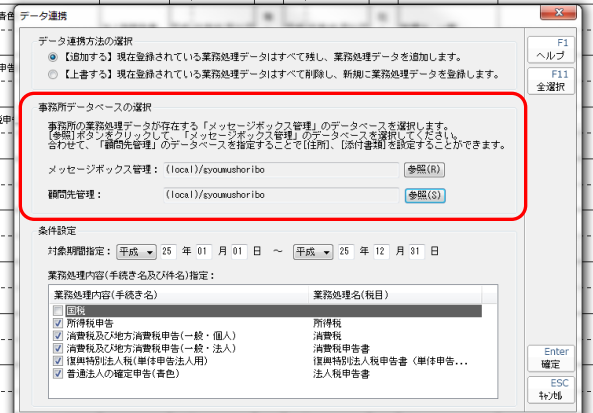 データ連携
データ連携方法の選択
【追加する】現在登録されている業務処理データはすべて残し、業務処理データを追加します。
【上書する】現在登録されている業務処理データはすべて削除し、新規に業務処理データを登録します。
F1
ヘルプ
F11
全選択
事務所データベースの選択
事務所の業務処理データが存在する「メッセージボックス管理」のデータベースを選択します。
[参照]ボタンをクリックして、「メッセージボックス管理」のデータベースを選択してください。
合わせて、「顧問先管理」のデータベースを指定することで[住所]、[添付書類]を設定することができます。
メッセージボックス管理： (local)/gyoumushoribo 参照(R)
顧問先管理： (local)/gyoumushoribo 参照(S)
条件設定
対象期間指定： 平成 25 年 01 月 01 日 ～ 平成 25 年 12 月 31 日
業務処理内容(手続き名及び件名)指定：
業務処理内容(手続き名) 業務処理名(税目)
国税
所得税申告 所得税
消費税及び地方消費税申告(一般・個人) 消費税
消費税及び地方消費税申告(一般・法人) 消費税申告書
復興特別法人税(単体申告法人用) 復興特別法人税申告書（単体申告...
普通法人の確定申告(青色) 法人税申告書
Enter
確定
ESC
ｷｬﾝｾﾙ